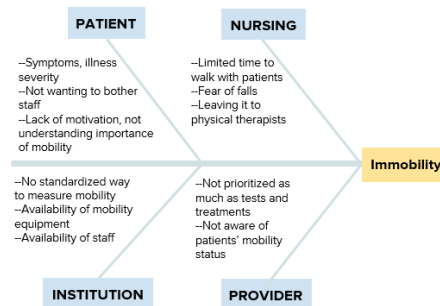 PATIENT
--Symptoms, illness
severity
--Not wanting to bother
staff
--Lack of motivation, not
understanding importance
of mobility
NURSING
--Limited time to
walk with patients
--Fear of falls
--Leaving it to
physical therapists
Immobility
--No standardized way
to measure mobility
--Availability of mobility
equipment
--Availability of staff
INSTITUTION
--Not prioritized as
much as tests and
treatments
--Not aware of
patients' mobility
status
PROVIDER